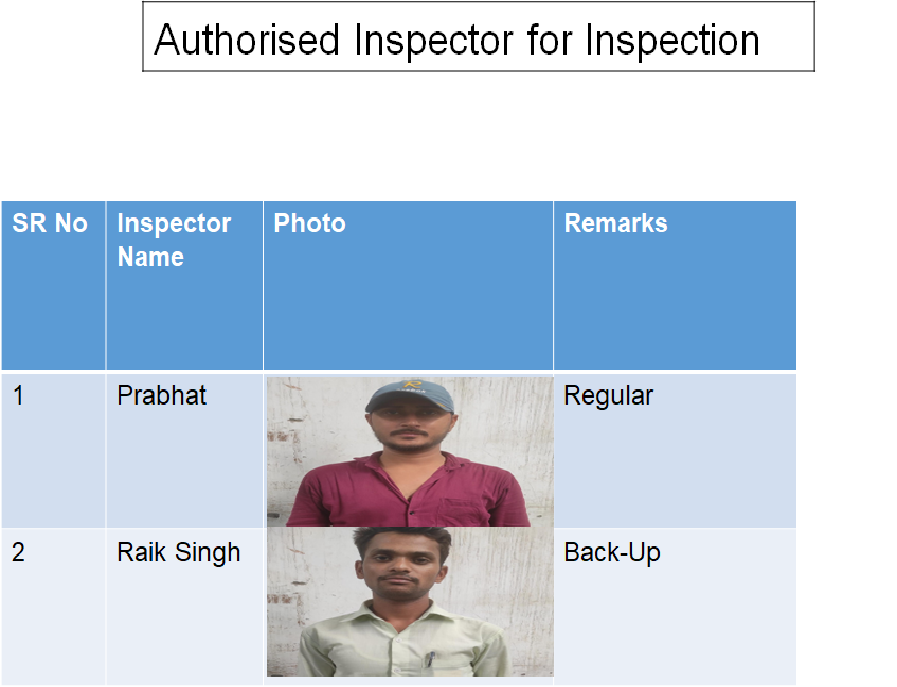 Authorised Inspector for Inspection
SR No Inspector Name Photo Remarks
1 Prabhat Regular
2 Raik Singh Back-Up